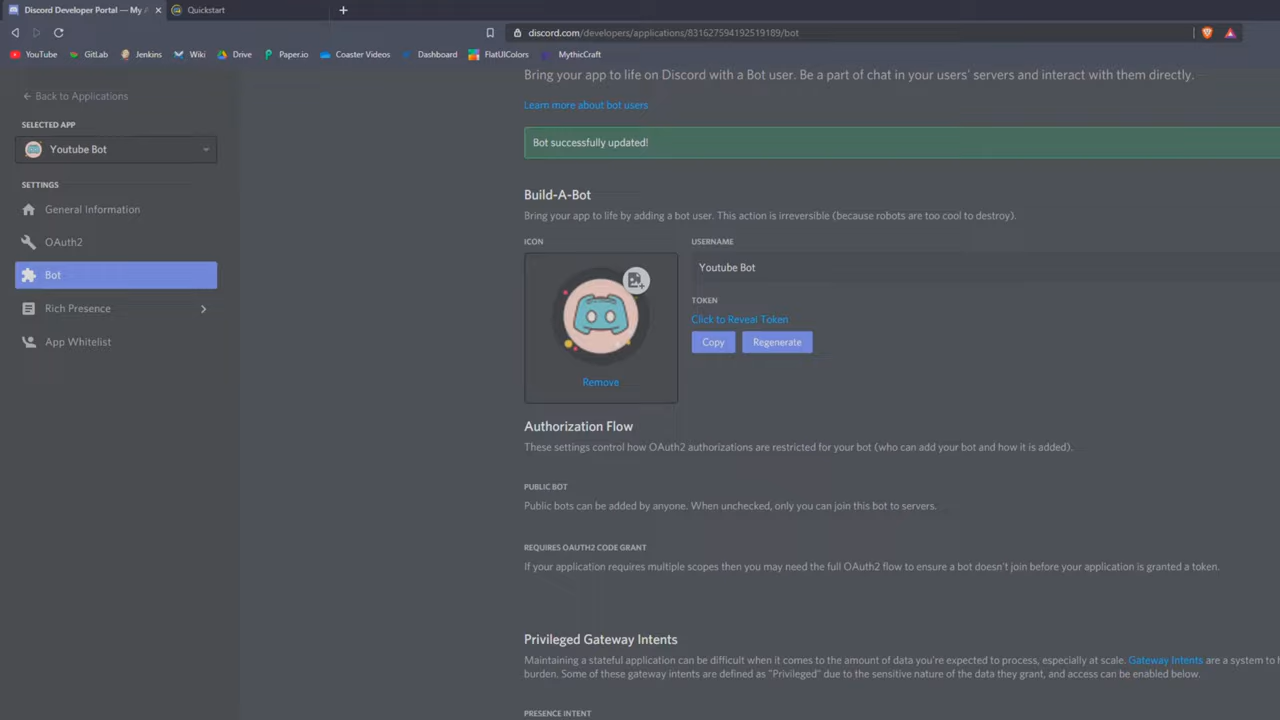 Discord Developer Portal — My A
Quickstart
discord.com/developers/applications/831627594192519189/bot
YouTube
GitLab
Jenkins
Wiki
Drive
Paper.io
Coaster Videos
Dashboard
FlatUIColors
MythicCraft
← Back to Applications
SELECTED APP
Youtube Bot
SETTINGS
General Information
OAuth2
Bot
Rich Presence
App Whitelist
Bring your app to life on Discord with a Bot user. Be a part of chat in your users' servers and interact with them directly.
Learn more about bot users
Bot successfully updated!
Build-A-Bot
Bring your app to life by adding a bot user. This action is irreversible (because robots are too cool to destroy).
ICON
Remove
USERNAME
Youtube Bot
TOKEN
Click to Reveal Token
Copy
Regenerate
Authorization Flow
These settings control how OAuth2 authorizations are restricted for your bot (who can add your bot and how it is added).
PUBLIC BOT
Public bots can be added by anyone. When unchecked, only you can join this bot to servers.
REQUIRES OAUTH2 CODE GRANT
If your application requires multiple scopes then you may need the full OAuth2 flow to ensure a bot doesn't join before your application is granted a token.
Privileged Gateway Intents
Maintaining a stateful application can be difficult when it comes to the amount of data you're expected to process, especially at scale. Gateway Intents are a system to h
burden. Some of these gateway intents are defined as "Privileged" due to the sensitive nature of the data they grant, and access can be enabled below.
PRESENCE INTENT